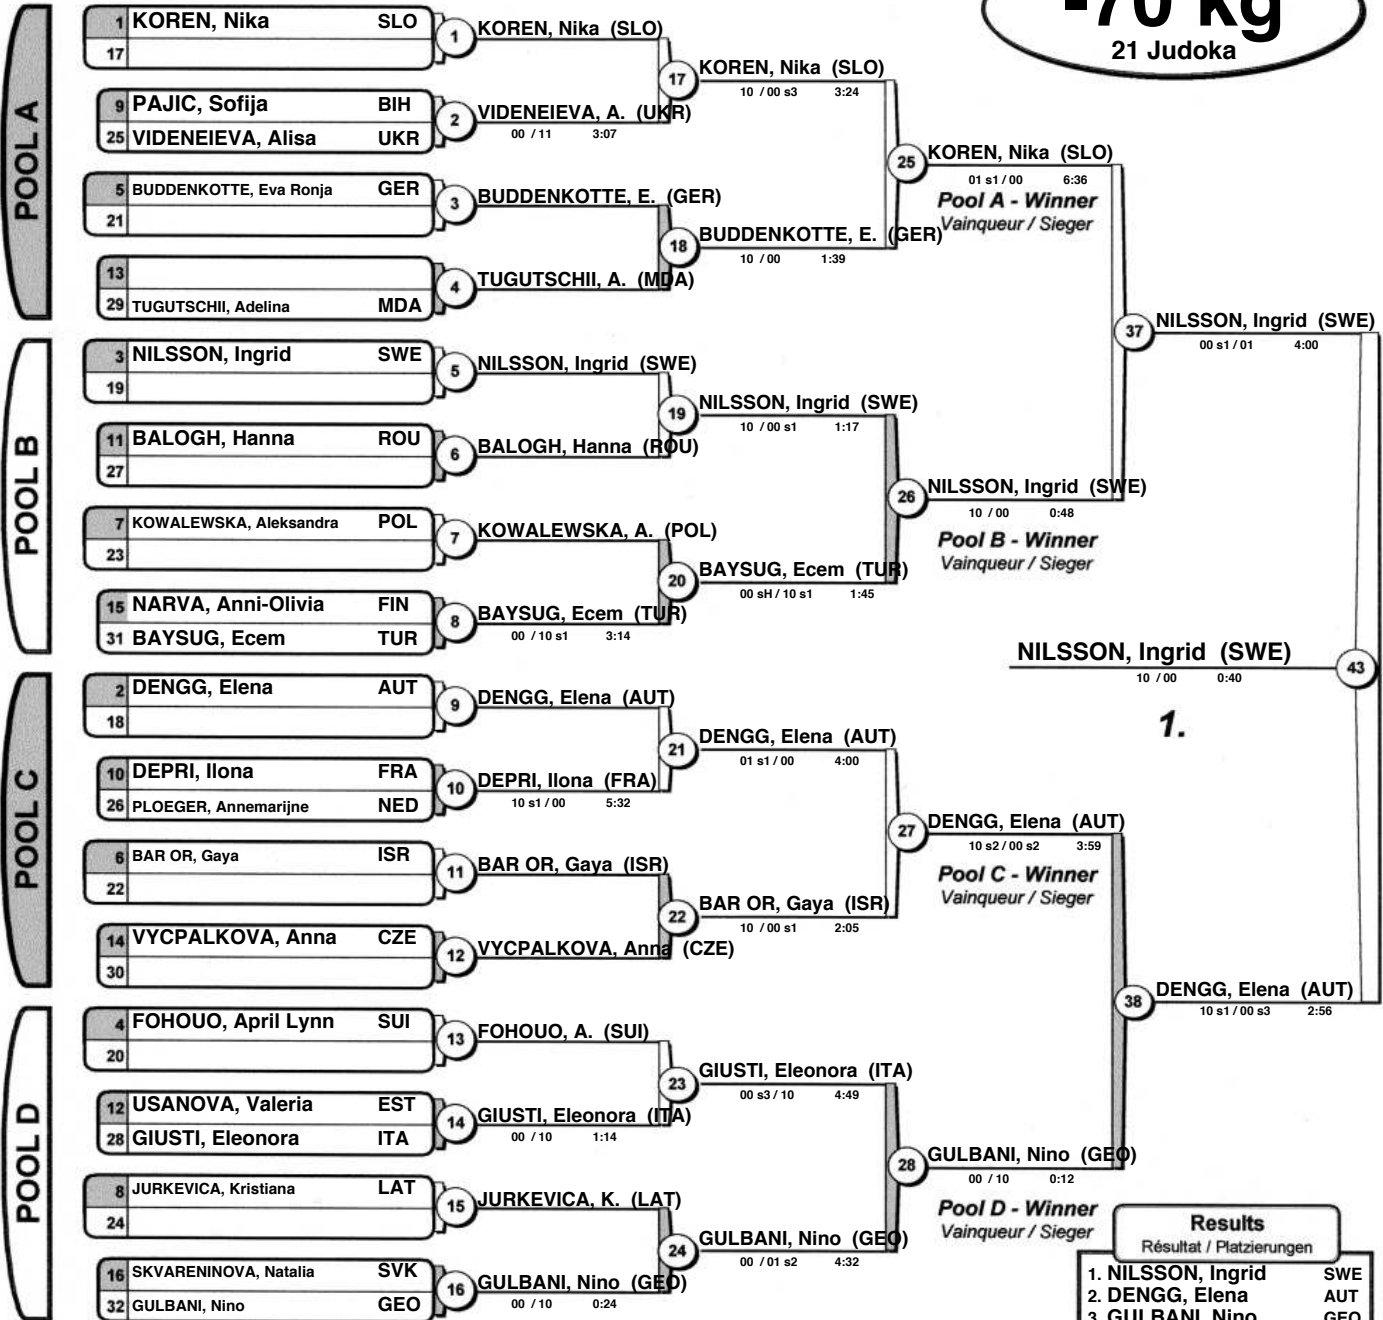 -70 kg
21 Judoka
POOL A
1 KOREN, Nika SLO
17
1
KOREN, Nika (SLO)
9 PAJIC, Sofija BIH
25 VIDENEIEVA, Alisa UKR
2
VIDENEIEVA, A. (UKR)
00 / 11 3:07
17
KOREN, Nika (SLO)
10 / 00 s3 3:24
5 BUDDENKOTTE, Eva Ronja GER
21
3
BUDDENKOTTE, E. (GER)
13
29 TUGUTSCHII, Adelina MDA
4
TUGUTSCHII, A. (MDA)
18
BUDDENKOTTE, E. (GER)
10 / 00 1:39
25
KOREN, Nika (SLO)
01 s1 / 00 6:36
Pool A - Winner
Vainqueur / Sieger
POOL B
3 NILSSON, Ingrid SWE
19
5
NILSSON, Ingrid (SWE)
11 BALOGH, Hanna ROU
27
6
BALOGH, Hanna (ROU)
19
NILSSON, Ingrid (SWE)
10 / 00 s1 1:17
7 KOWALEWSKA, Aleksandra POL
23
7
KOWALEWSKA, A. (POL)
15 NARVA, Anni-Olivia FIN
31 BAYSUG, Ecem TUR
8
BAYSUG, Ecem (TUR)
00 / 10 s1 3:14
20
BAYSUG, Ecem (TUR)
00 sH / 10 s1 1:45
26
NILSSON, Ingrid (SWE)
10 / 00 0:48
Pool B - Winner
Vainqueur / Sieger
37
NILSSON, Ingrid (SWE)
00 s1 / 01 4:00
NILSSON, Ingrid (SWE)
10 / 00 0:40
43
1.
POOL C
2 DENGG, Elena AUT
18
9
DENGG, Elena (AUT)
10 DEPRI, Ilona FRA
26 PLOEGER, Annemarijne NED
10
DEPRI, Ilona (FRA)
10 s1 / 00 5:32
21
DENGG, Elena (AUT)
01 s1 / 00 4:00
6 BAR OR, Gaya ISR
22
11
BAR OR, Gaya (ISR)
14 VYCPALKOVA, Anna CZE
30
12
VYCPALKOVA, Anna (CZE)
22
BAR OR, Gaya (ISR)
10 / 00 s1 2:05
27
DENGG, Elena (AUT)
10 s2 / 00 s2 3:59
Pool C - Winner
Vainqueur / Sieger
POOL D
4 FOHOUO, April Lynn SUI
20
13
FOHOUO, A. (SUI)
12 USANOVA, Valeria EST
28 GIUSTI, Eleonora ITA
14
GIUSTI, Eleonora (ITA)
00 / 10 1:14
23
GIUSTI, Eleonora (ITA)
00 s3 / 10 4:49
8 JURKEVICA, Kristiana LAT
24
15
JURKEVICA, K. (LAT)
16 SKVARENINOVA, Natalia SVK
32 GULBANI, Nino GEO
16
GULBANI, Nino (GEO)
00 / 10 0:24
24
GULBANI, Nino (GEO)
00 / 01 s2 4:32
28
GULBANI, Nino (GEO)
00 / 10 0:12
Pool D - Winner
Vainqueur / Sieger
38
DENGG, Elena (AUT)
10 s1 / 00 s3 2:56
Results
Résultat / Platzierungen
1. NILSSON, Ingrid SWE
2. DENGG, Elena AUT
3. GULBANI, Nino GEO